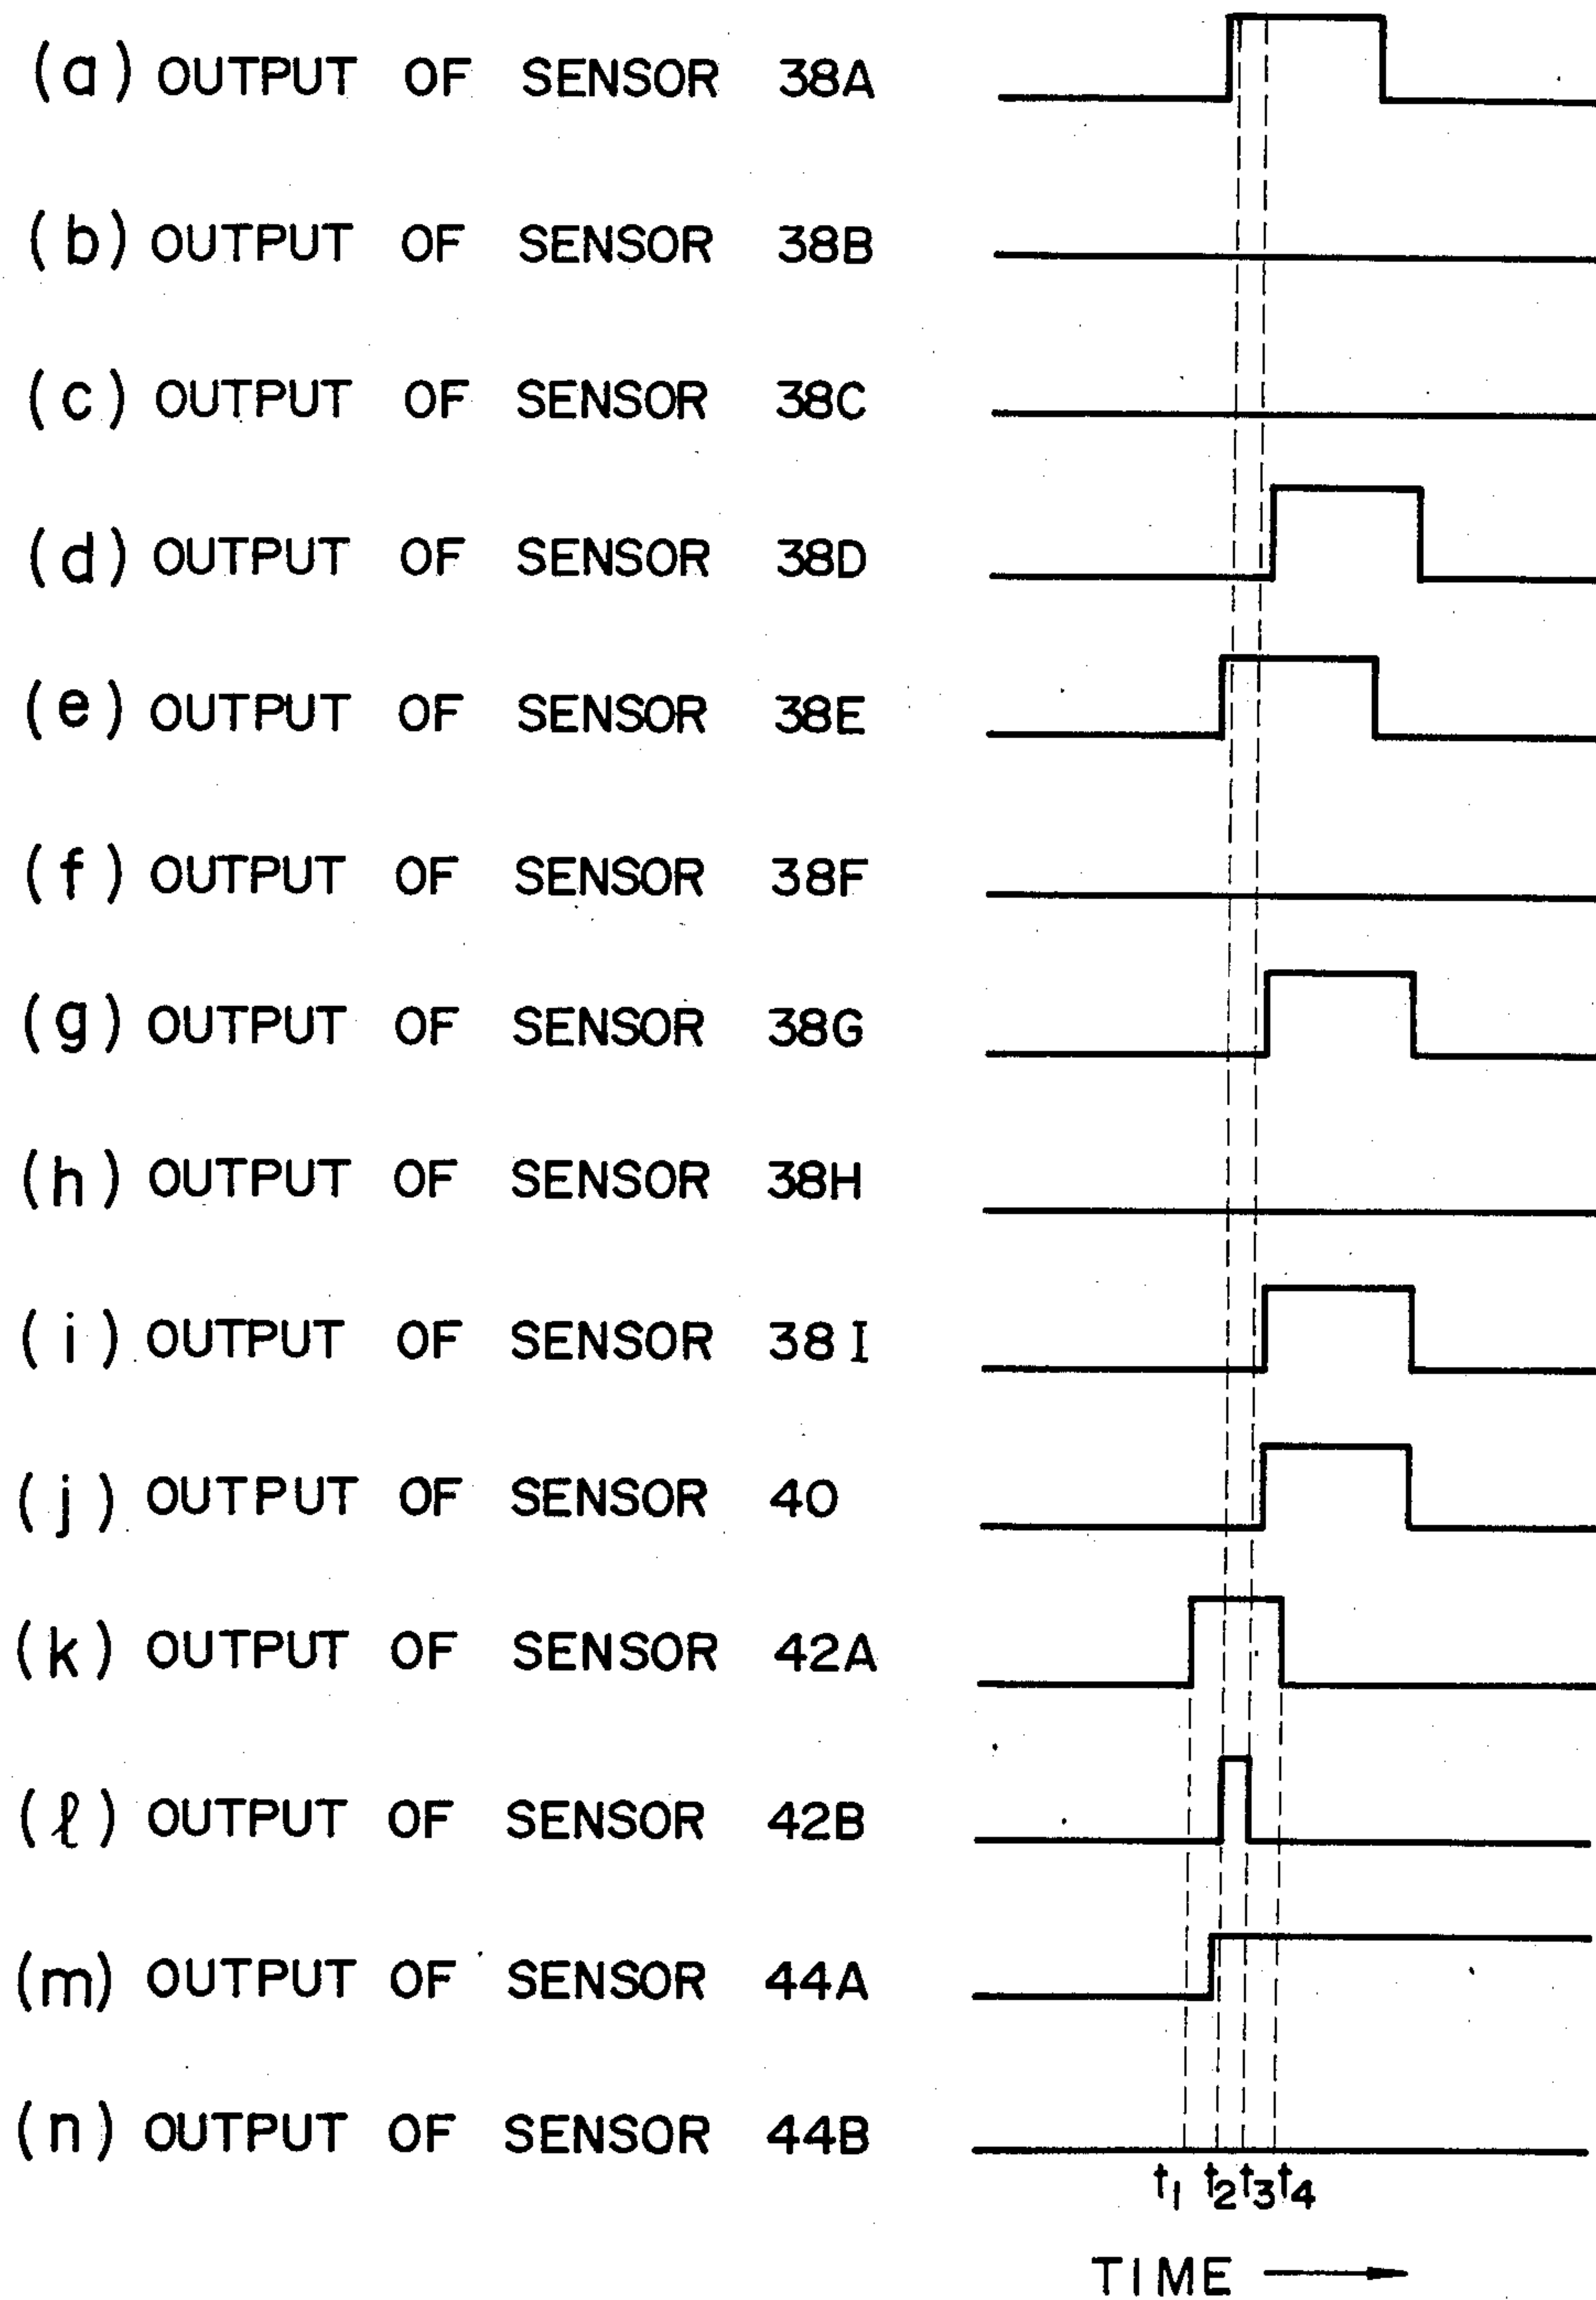 (a) OUTPUT OF SENSOR 38A
(b) OUTPUT OF SENSOR 38B
(c) OUTPUT OF SENSOR 38C
(d) OUTPUT OF SENSOR 38D
(e) OUTPUT OF SENSOR 38E
(f) OUTPUT OF SENSOR 38F
(g) OUTPUT OF SENSOR 38G
(h) OUTPUT OF SENSOR 38H
(i) OUTPUT OF SENSOR 38I
(j) OUTPUT OF SENSOR 40
(k) OUTPUT OF SENSOR 42A
(ℓ) OUTPUT OF SENSOR 42B
(m) OUTPUT OF SENSOR 44A
(n) OUTPUT OF SENSOR 44B
t1 t2 t3 t4
TIME